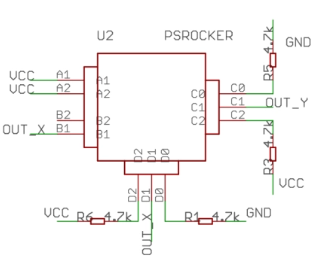 U2 PSROCKER
GND
R5 4.7k
VCC A1 A1 C0 C0
VCC A2 A2 C1 C1 OUT_Y
B2 B2 C2 C2
OUT_X B1 B1
R3 4.7k
D2 D1 D0
VCC
D2 D1 D0
VCC R6 4.7k R1 4.7k GND
OUT_X